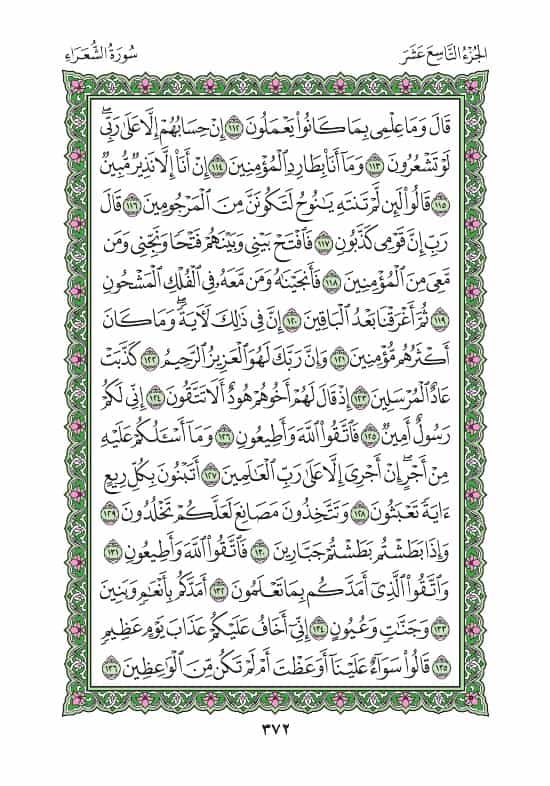 الجزء التاسع عشر
سورة الشعراء
قَالَ وَمَا عِلْمِى بِمَا كَانُوا۟ يَعْمَلُونَ ١١٢ إِنْ حِسَابُهُمْ إِلَّا عَلَىٰ رَبِّى ۖ
لَوْ تَشْعُرُونَ ١١٣ وَمَآ أَنَا۠ بِطَارِدِ ٱلْمُؤْمِنِينَ ١١٤ إِنْ أَنَا۠ إِلَّا نَذِيرٌ مُّبِينٌ
١١٥ قَالُوا۟ لَئِن لَّمْ تَنتَهِ يَـٰنُوحُ لَتَكُونَنَّ مِنَ ٱلْمَرْجُومِينَ ١١٦ قَالَ
رَبِّ إِنَّ قَوْمِى كَذَّبُونِ ١١٧ فَٱفْتَحْ بَيْنِى وَبَيْنَهُمْ فَتْحًا وَنَجِّنِى وَمَن
مَّعِىَ مِنَ ٱلْمُؤْمِنِينَ ١١٨ فَأَنجَيْنَـٰهُ وَمَن مَّعَهُۥ فِى ٱلْفُلْكِ ٱلْمَشْحُونِ
١١٩ ثُمَّ أَغْرَقْنَا بَعْدُ ٱلْبَاقِينَ ١٢٠ إِنَّ فِى ذَٰلِكَ لَـَٔايَةً ۖ وَمَا كَانَ
أَكْثَرُهُم مُّؤْمِنِينَ ١٢١ وَإِنَّ رَبَّكَ لَهُوَ ٱلْعَزِيزُ ٱلرَّحِيمُ ١٢٢ كَذَّبَتْ
عَادٌ ٱلْمُرْسَلِينَ ١٢٣ إِذْ قَالَ لَهُمْ أَخُوهُمْ هُودٌ أَلَا تَتَّقُونَ ١٢٤ إِنِّى لَكُمْ
رَسُولٌ أَمِينٌ ١٢٥ فَٱتَّقُوا۟ ٱللَّهَ وَأَطِيعُونِ ١٢٦ وَمَآ أَسْـَٔلُكُمْ عَلَيْهِ
مِنْ أَجْرٍ ۖ إِنْ أَجْرِىَ إِلَّا عَلَىٰ رَبِّ ٱلْعَـٰلَمِينَ ١٢٧ أَتَبْنُونَ بِكُلِّ رِيعٍ
ءَايَةً تَعْبَثُونَ ١٢٨ وَتَتَّخِذُونَ مَصَانِعَ لَعَلَّكُمْ تَخْلُدُونَ ١٢٩
وَإِذَا بَطَشْتُم بَطَشْتُمْ جَبَّارِينَ ١٣٠ فَٱتَّقُوا۟ ٱللَّهَ وَأَطِيعُونِ ١٣١
وَٱتَّقُوا۟ ٱلَّذِىٓ أَمَدَّكُم بِمَا تَعْلَمُونَ ١٣٢ أَمَدَّكُم بِأَنْعَـٰمٍ وَبَنِينَ
١٣٣ وَجَنَّـٰتٍ وَعُيُونٍ ١٣٤ إِنِّىٓ أَخَافُ عَلَيْكُمْ عَذَابَ يَوْمٍ عَظِيمٍ
١٣٥ قَالُوا۟ سَوَآءٌ عَلَيْنَآ أَوَعَظْتَ أَمْ لَمْ تَكُن مِّنَ ٱلْوَٰعِظِينَ ١٣٦
٣٧٢